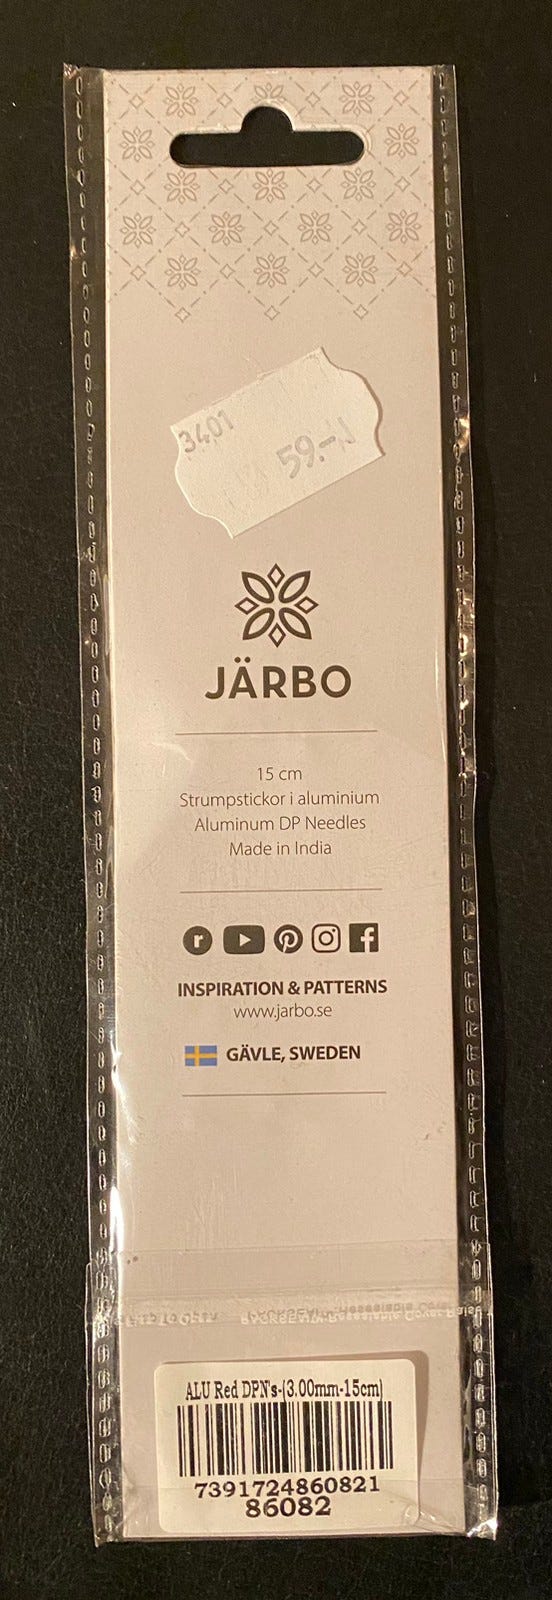 3401
59.-
JÄRBO
15 cm
Strumpstickor i aluminium
Aluminum DP Needles
Made in India
INSPIRATION & PATTERNS
www.jarbo.se
GÄVLE, SWEDEN
ALU Red DPN's-(3.00mm-15cm)
7391724860821
86082